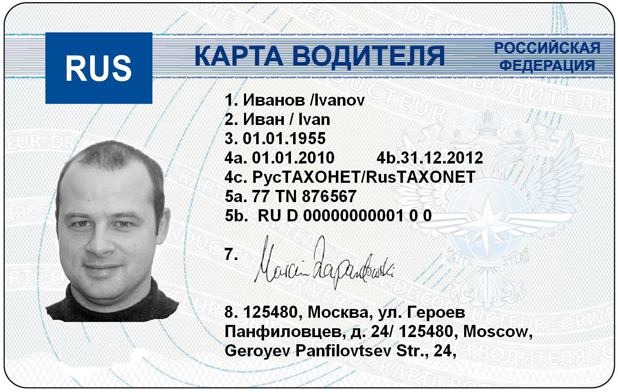 RUS
КАРТА ВОДИТЕЛЯ
РОССИЙСКАЯ
ФЕДЕРАЦИЯ
1. Иванов /Ivanov
2. Иван / Ivan
3. 01.01.1955
4a. 01.01.2010 4b.31.12.2012
4c. РусТАХОНЕТ/RusTAXONET
5a. 77 TN 876567
5b. RU D 00000000001 0 0
7.
8. 125480, Москва, ул. Героев
Панфиловцев, д. 24/ 125480, Moscow,
Geroyev Panfilovtsev Str., 24,